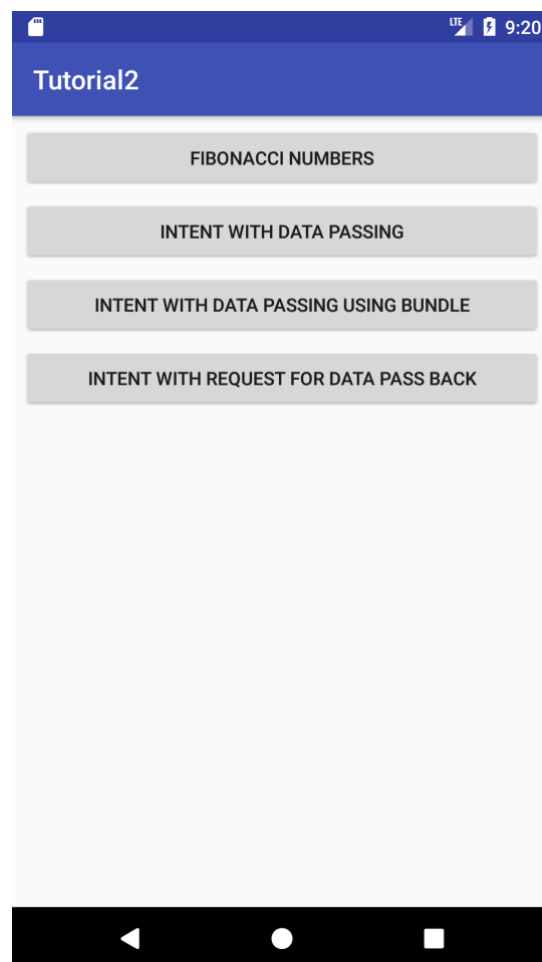 LTE 9:20
Tutorial2
FIBONACCI NUMBERS
INTENT WITH DATA PASSING
INTENT WITH DATA PASSING USING BUNDLE
INTENT WITH REQUEST FOR DATA PASS BACK